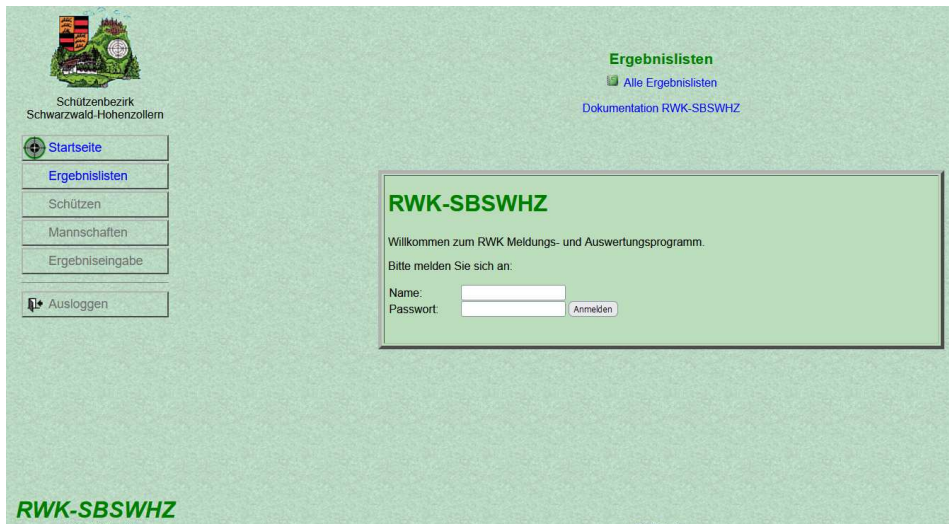 Schützenbezirk
Schwarzwald-Hohenzollern
Startseite
Ergebnislisten
Schützen
Mannschaften
Ergebniseingabe
Ausloggen
Ergebnislisten
Alle Ergebnislisten
Dokumentation RWK-SBSWHZ
RWK-SBSWHZ
Willkommen zum RWK Meldungs- und Auswertungsprogramm.
Bitte melden Sie sich an:
Name:
Passwort:
Anmelden
RWK-SBSWHZ